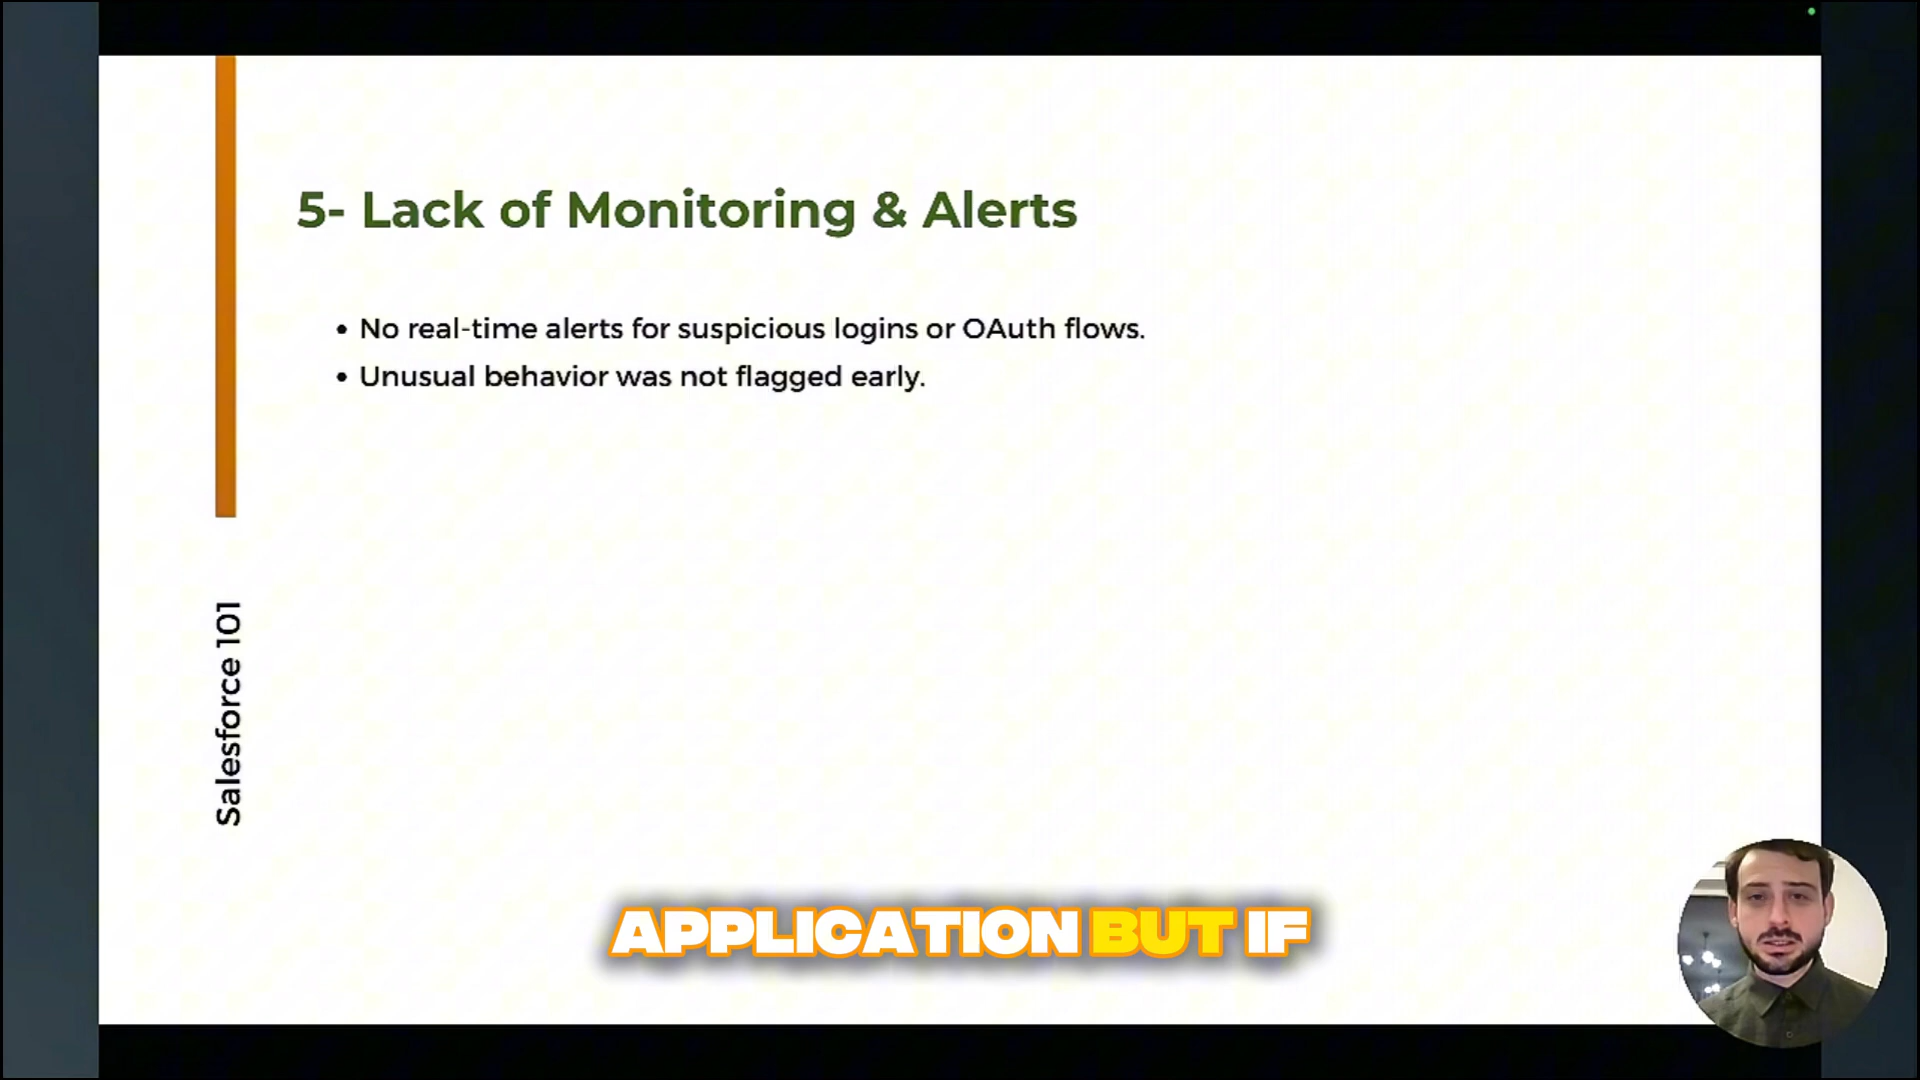 5- Lack of Monitoring & Alerts
• No real-time alerts for suspicious logins or OAuth flows.
• Unusual behavior was not flagged early.
Salesforce 101
APPLICATION BUT IF